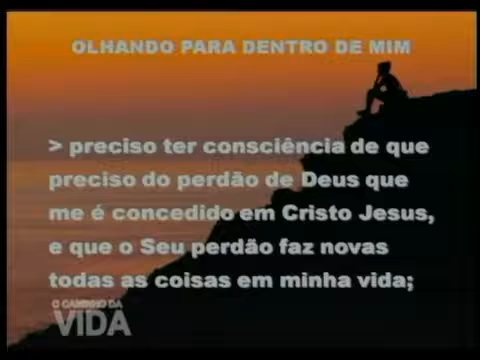 OLHANDO PARA DENTRO DE MIM
> preciso ter consciência de que
preciso do perdão de Deus que
me é concedido em Cristo Jesus,
e que o Seu perdão faz novas
todas as coisas em minha vida;
O CAMINHO DA
VIDA